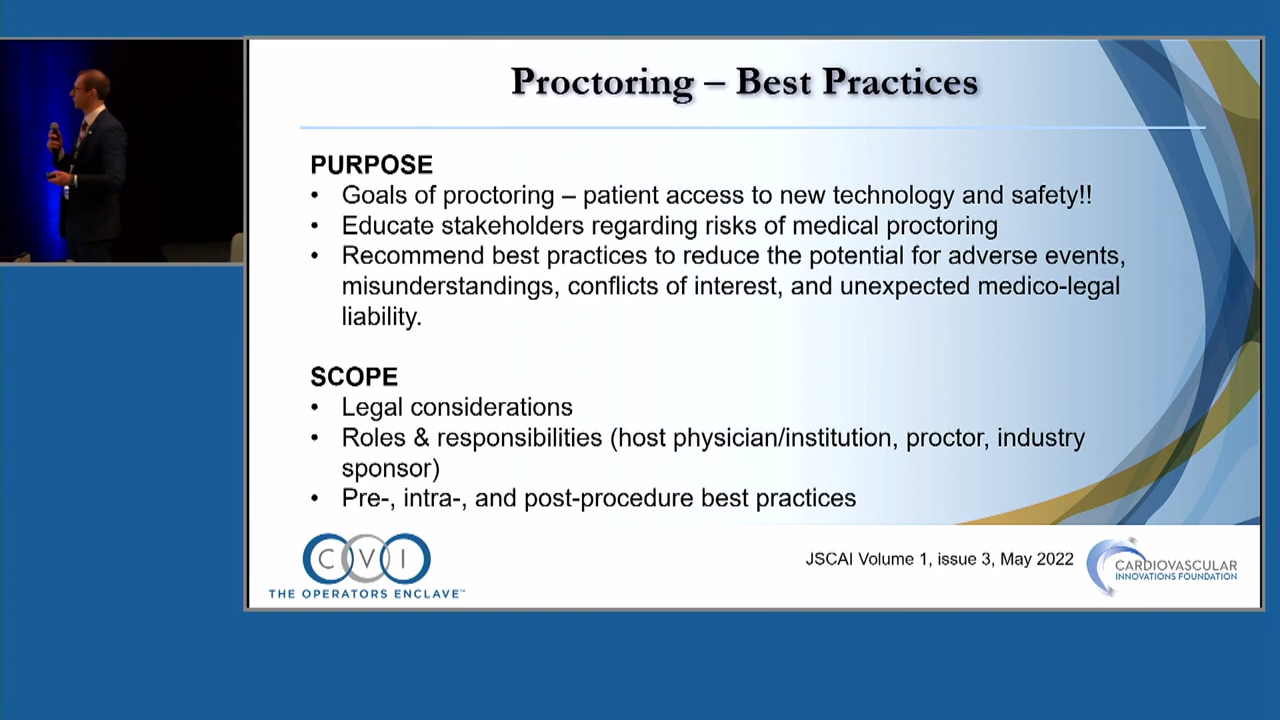 Proctoring – Best Practices
PURPOSE
• Goals of proctoring – patient access to new technology and safety!!
• Educate stakeholders regarding risks of medical proctoring
• Recommend best practices to reduce the potential for adverse events,
misunderstandings, conflicts of interest, and unexpected medico-legal
liability.
SCOPE
• Legal considerations
• Roles & responsibilities (host physician/institution, proctor, industry
sponsor)
• Pre-, intra-, and post-procedure best practices
CVI
THE OPERATORS ENCLAVE™
JSCAI Volume 1, issue 3, May 2022
CARDIOVASCULAR
INNOVATIONS FOUNDATION